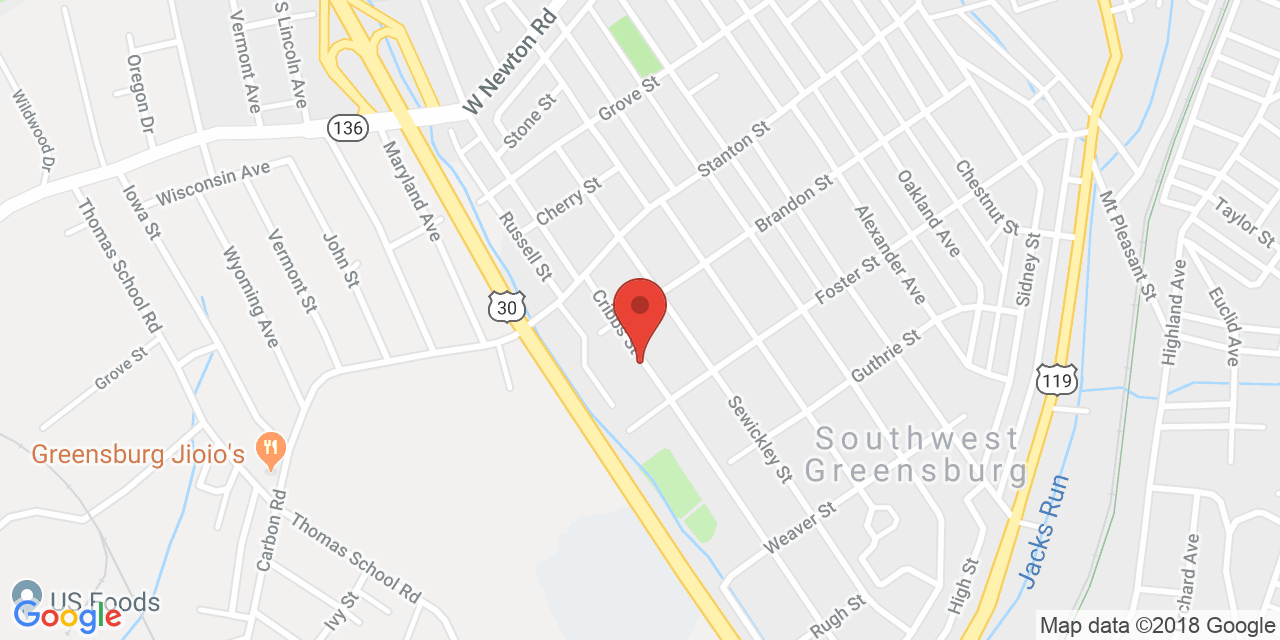 Vermont Ave
S Lincoln Ave
W Newton Rd
Oregon Dr
Wildwood Dr
136
Stone St
Grove St
Stanton St
Maryland Ave
Wisconsin Ave
Iowa St
Thomas School Rd
Cherry St
Brandon St
Chestnut St
Oakland Ave
Alexander Ave
Mt Pleasant St
Taylor St
Russell St
John St
Vermont St
Wyoming Ave
Foster St
Sidney St
Highland Ave
Euclid Ave
30
Cribbs St
Guthrie St
Grove St
119
Sewickley St
Southwest
Greensburg
Greensburg Jioio's
Carbon Rd
Weaver St
Jacks Run
Thomas School Rd
High St
Ivy St
Rugh St
chard Ave
US Foods
Google
Map data ©2018 Google